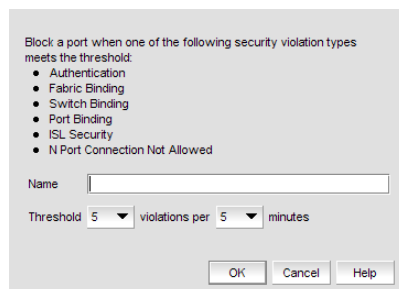 Block a port when one of the following security violation types
meets the threshold:
● Authentication
● Fabric Binding
● Switch Binding
● Port Binding
● ISL Security
● N Port Connection Not Allowed
Name
Threshold 5 violations per 5 minutes
OK Cancel Help